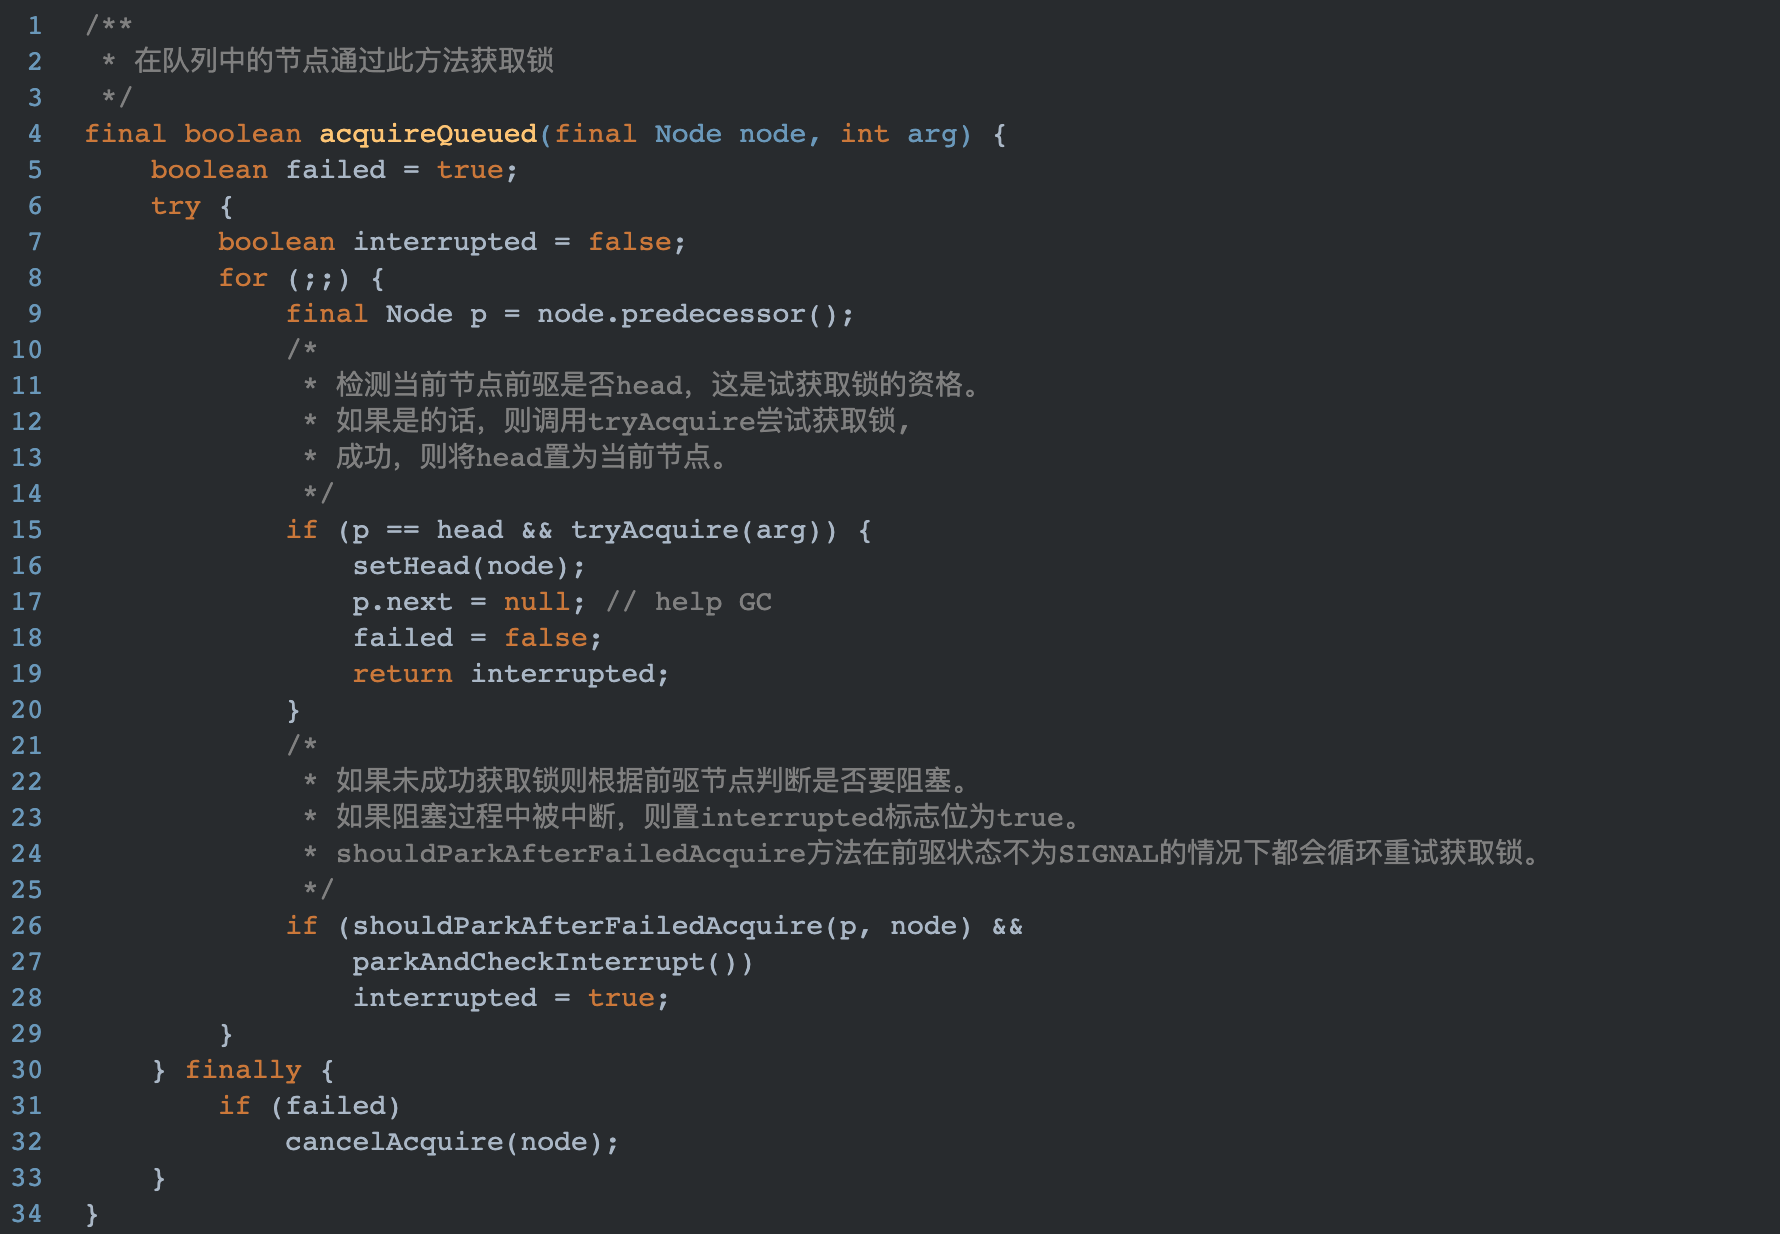 1 /**
2  * 在队列中的节点通过此方法获取锁
3  */
4 final boolean acquireQueued(final Node node, int arg) {
5     boolean failed = true;
6     try {
7         boolean interrupted = false;
8         for (;;) {
9             final Node p = node.predecessor();
10             /*
11              * 检测当前节点前驱是否head，这是试获取锁的资格。
12              * 如果是的话，则调用tryAcquire尝试获取锁,
13              * 成功，则将head置为当前节点。
14              */
15             if (p == head && tryAcquire(arg)) {
16                 setHead(node);
17                 p.next = null; // help GC
18                 failed = false;
19                 return interrupted;
20             }
21             /*
22              * 如果未成功获取锁则根据前驱节点判断是否要阻塞。
23              * 如果阻塞过程中被中断，则置interrupted标志位为true。
24              * shouldParkAfterFailedAcquire方法在前驱状态不为SIGNAL的情况下都会循环重试获取锁。
25              */
26             if (shouldParkAfterFailedAcquire(p, node) &&
27                 parkAndCheckInterrupt())
28                 interrupted = true;
29         }
30     } finally {
31         if (failed)
32             cancelAcquire(node);
33     }
34 }